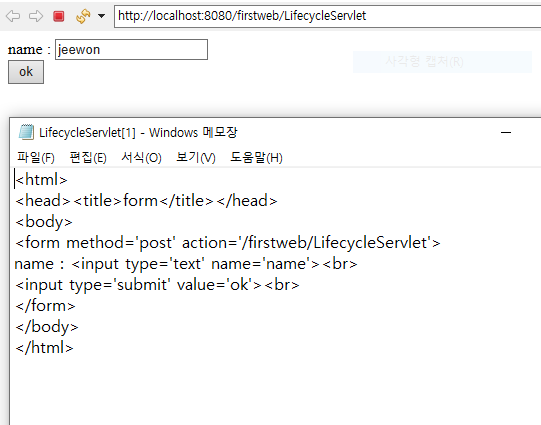 http://localhost:8080/firstweb/LifecycleServlet
name : jeewon
사각형 캡처(R)
ok
LifecycleServlet[1] - Windows 메모장
파일(F) 편집(E) 서식(O) 보기(V) 도움말(H)
<html>
<head><title>form</title></head>
<body>
<form method='post' action='/firstweb/LifecycleServlet'>
name : <input type='text' name='name'><br>
<input type='submit' value='ok'><br>
</form>
</body>
</html>